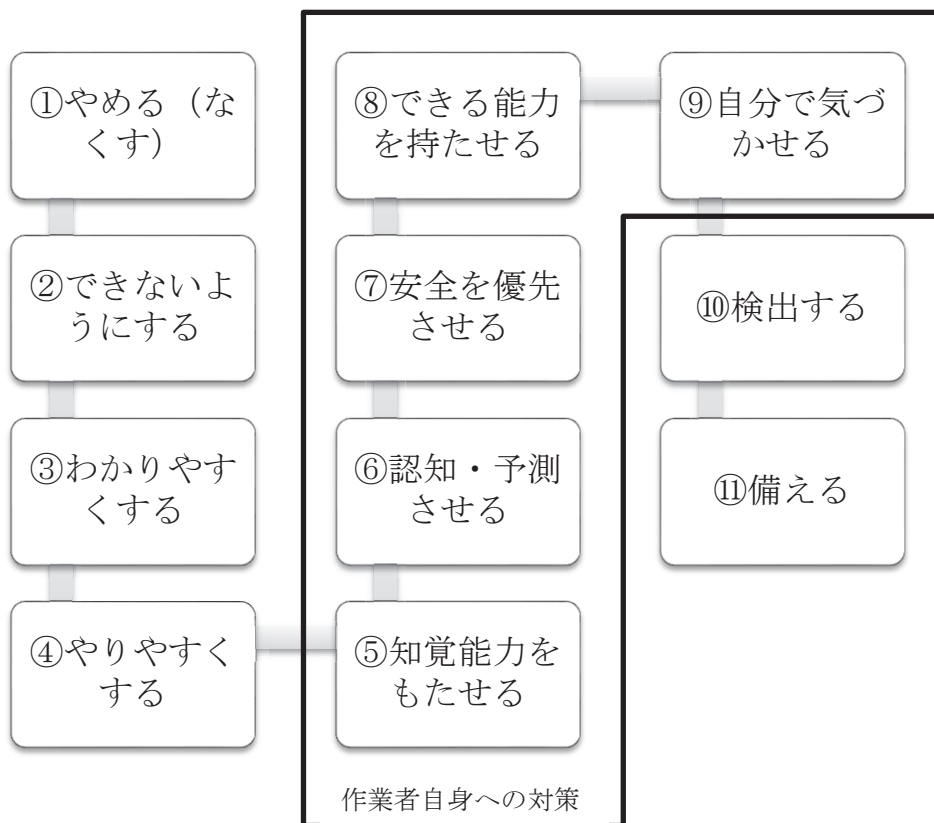 ①やめる（な
くす）
②できないよ
うにする
③わかりやす
くする
④やりやすく
する
⑤知覚能力を
もたせる
⑥認知・予測
させる
⑦安全を優先
させる
⑧できる能力
を持たせる
⑨自分で気づ
かせる
⑩検出する
⑪備える
作業者自身への対策